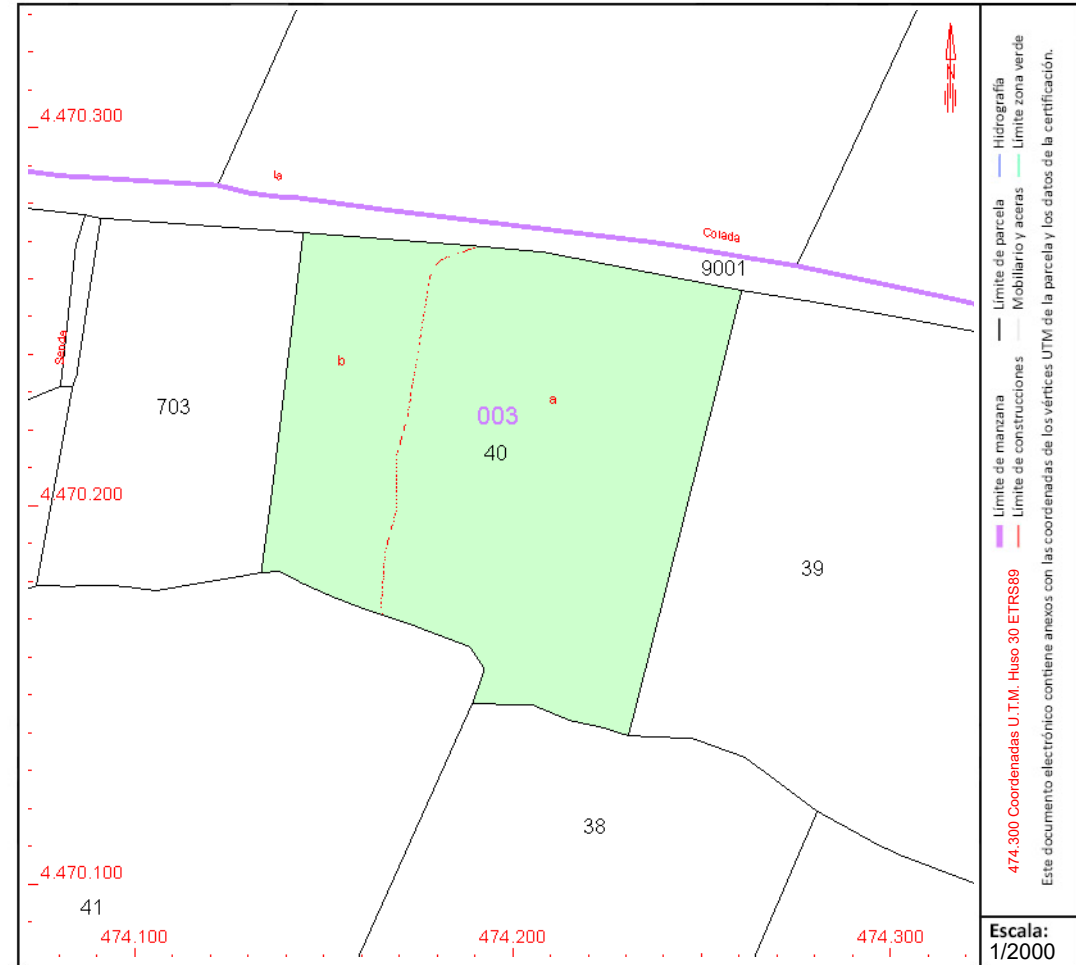 4.470.300
la
Colada
9001
Senda
b
703
a
003
40
4.470.200
39
38
4.470.100
41
474.100
474.200
474.300
N
Hidrografía
Límite zona verde
Límite de parcela
Mobiliario y aceras
Límite de manzana
Límite de construcciones
474.300 Coordenadas U.T.M. Huso 30 ETRS89
Este documento electrónico contiene anexos con las coordenadas de los vértices UTM de la parcela y los datos de la certificación.
Escala:
1/2000